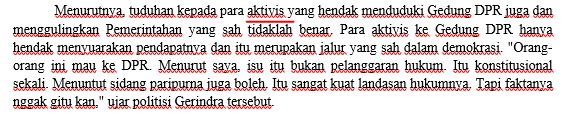 Menurutnya, tuduhan kepada para aktivis yang hendak menduduki Gedung DPR juga dan
menggulingkan Pemerintahan yang sah tidaklah benar. Para aktivis ke Gedung DPR hanya
hendak menyuarakan pendapatnya dan itu merupakan jalur yang sah dalam demokrasi. "Orang-
orang ini mau ke DPR. Menurut saya, isu itu bukan pelanggaran hukum. Itu konstitusional
sekali. Menuntut sidang paripurna juga boleh. Itu sangat kuat landasan hukumnya. Tapi faktanya
nggak gitu kan." ujar politisi Gerindra tersebut.